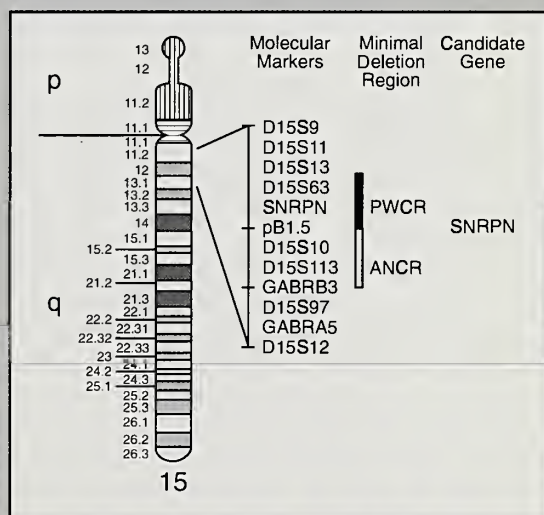 Molecular Markers
Minimal Deletion Region
Candidate Gene
p
13
12
11.2
11.1
11.1
11.2
12
13.1
13.2
13.3
14
15.1
15.2
15.3
21.1
21.2
21.3
22.1
22.2
22.31
22.32
22.33
23
24.1
24.2
24.3
25.1
25.2
25.3
26.1
26.2
26.3
q
15
D15S9
D15S11
D15S13
D15S63
SNRPN
pB1.5
D15S10
D15S113
GABRB3
D15S97
GABRA5
D15S12
PWCR
ANCR
SNRPN